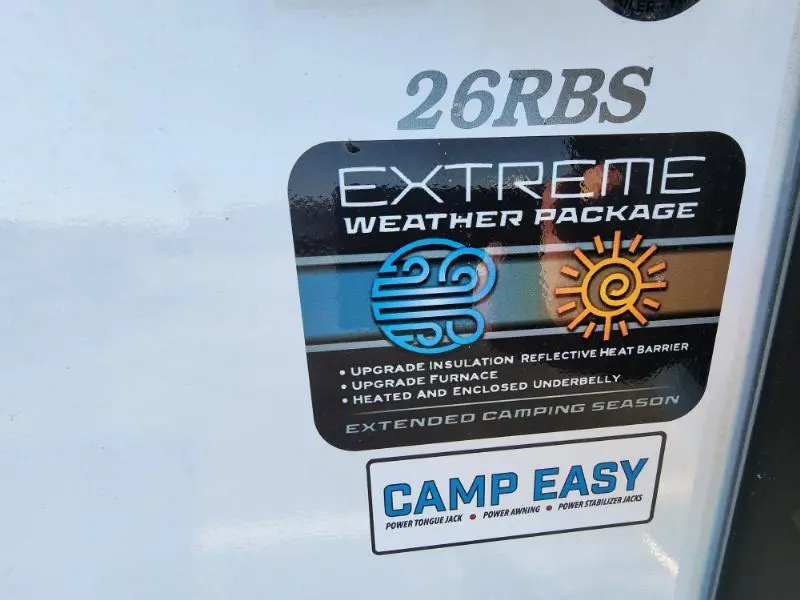 26RBS
EXTREME
WEATHER PACKAGE
• UPGRADE INSULATION REFLECTIVE HEAT BARRIER
• UPGRADE FURNACE
• HEATED AND ENCLOSED UNDERBELLY
EXTENDED CAMPING SEASON
CAMP EASY
POWER TONGUE JACK • POWER AWNING • POWER STABILIZER JACKS